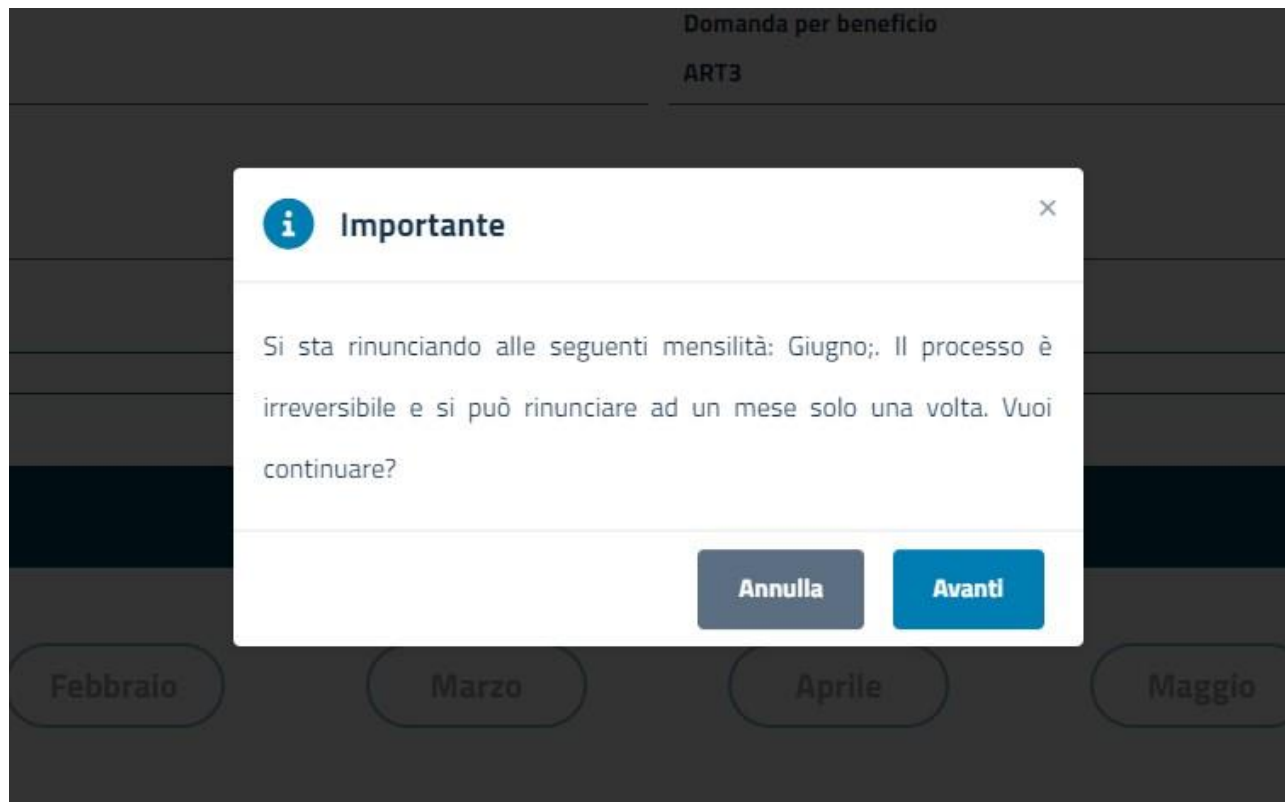 Domanda per beneficio
ART3
Importante
×
Si sta rinunciando alle seguenti mensilità: Giugno;. Il processo è
irreversibile e si può rinunciare ad un mese solo una volta. Vuoi
continuare?
Annulla
Avanti
Febbraio
Marzo
Aprile
Maggio